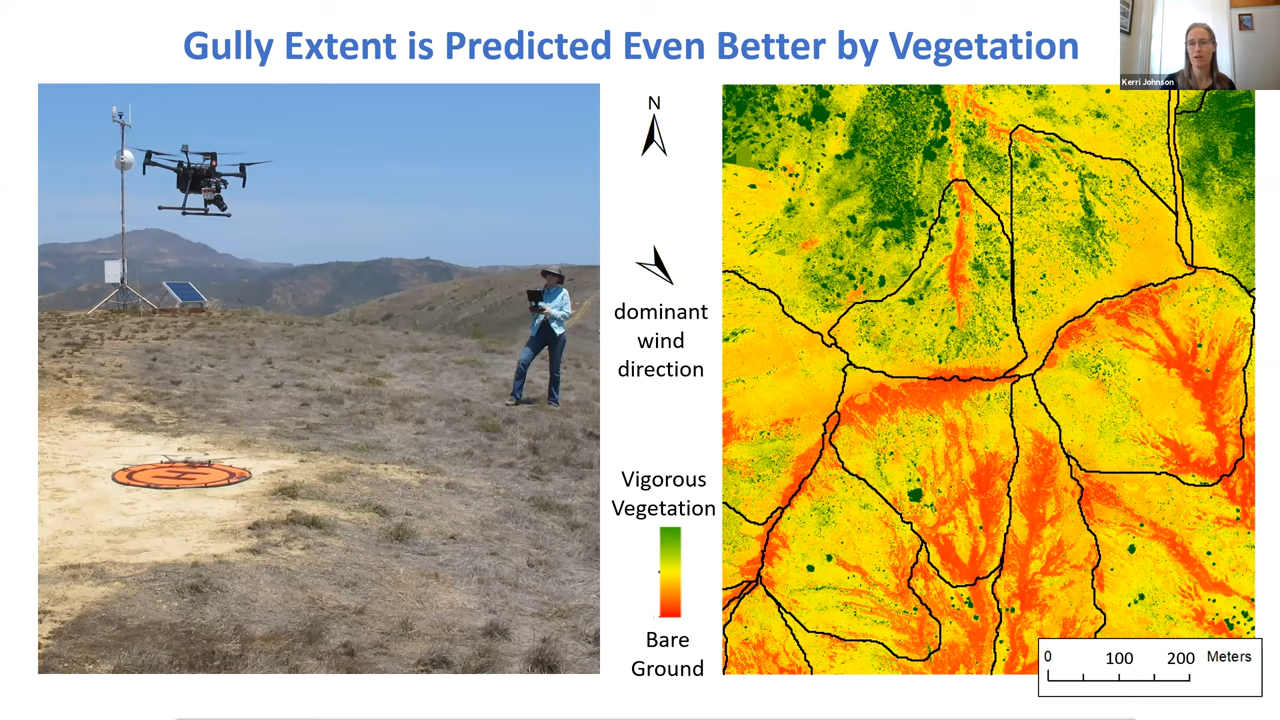 Gully Extent is Predicted Even Better by Vegetation
Kerri Johnson
N
dominant
wind
direction
Vigorous
Vegetation
Bare
Ground
0 100 200 Meters
H